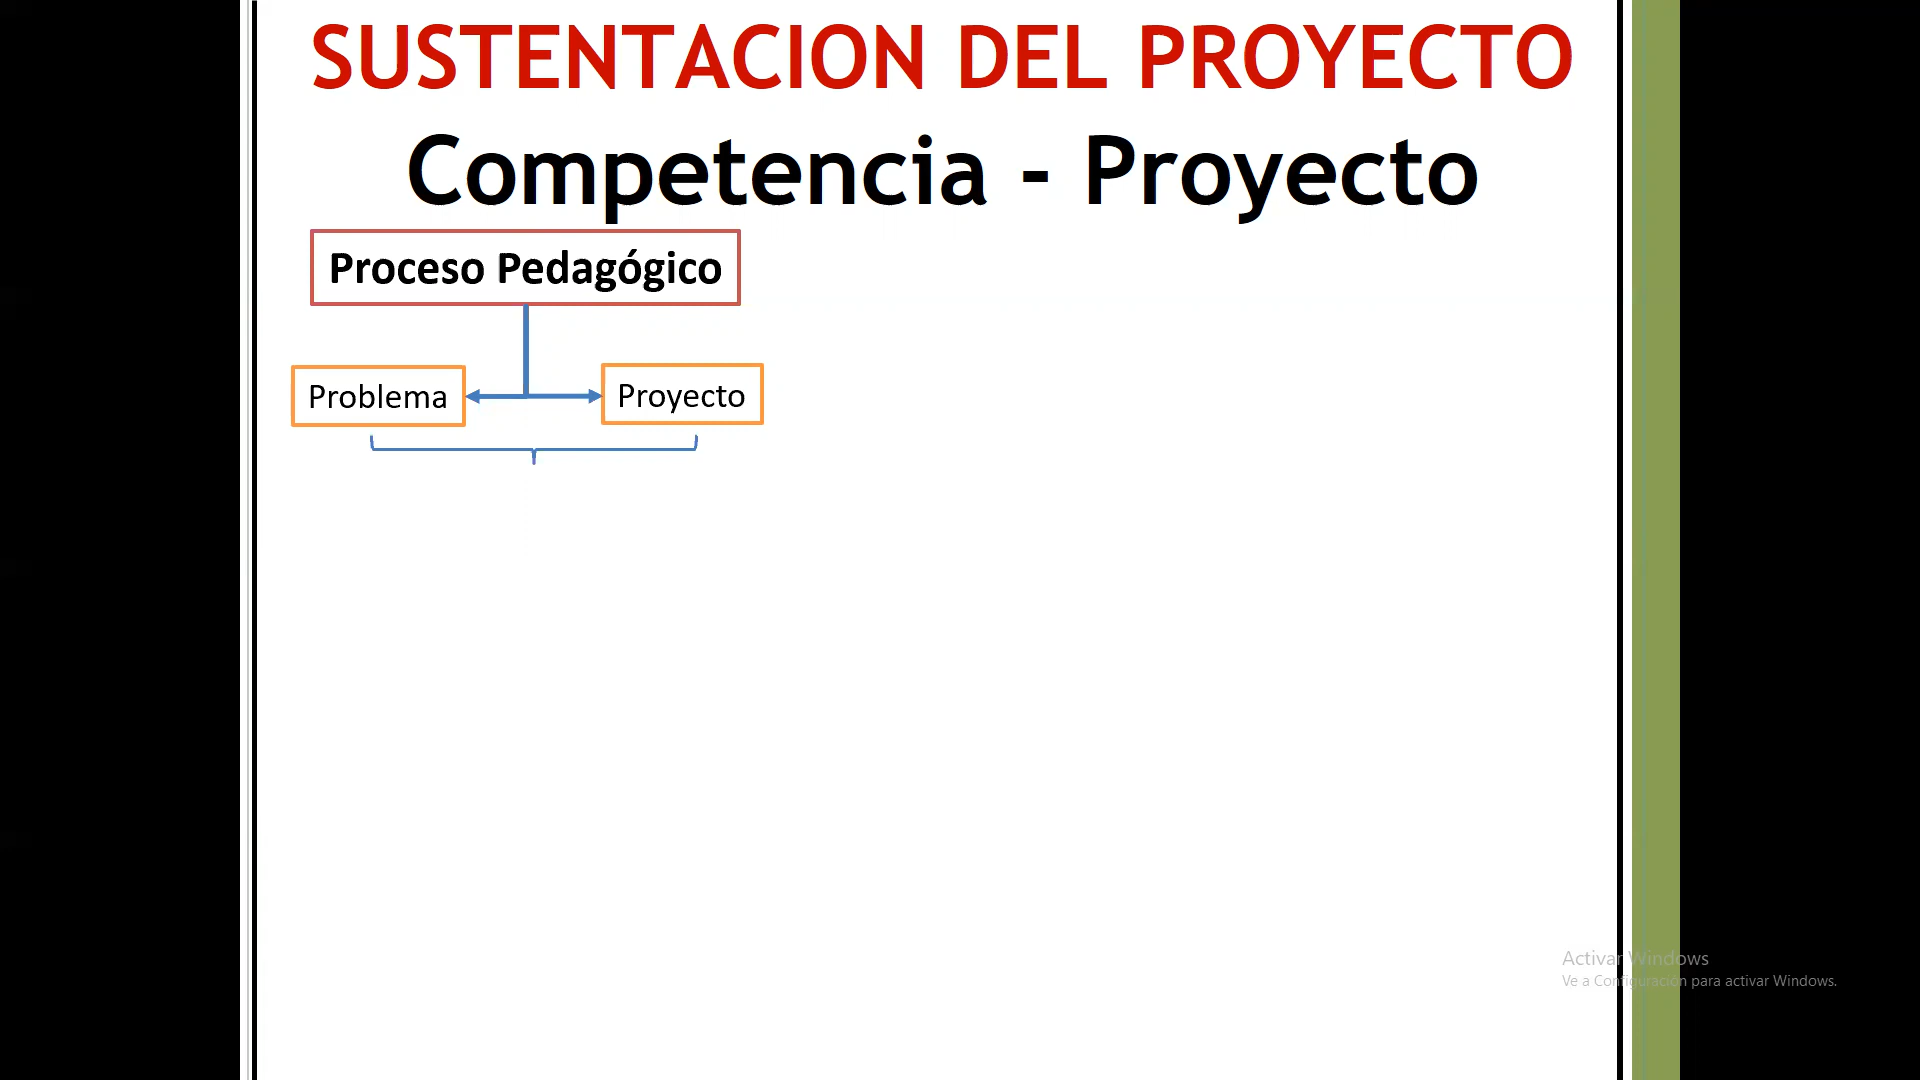 SUSTENTACION DEL PROYECTO
Competencia - Proyecto
Proceso Pedagógico
Problema
Proyecto
Activar Windows
Ve a Configuración para activar Windows.